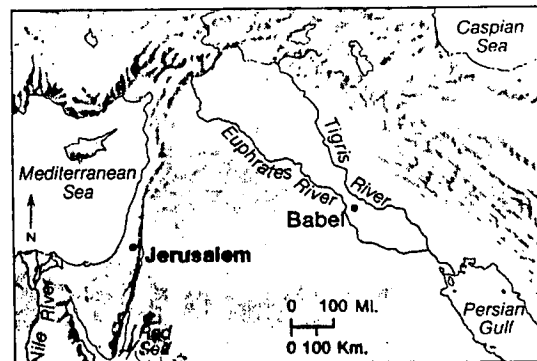 Caspian
Sea
Mediterranean
Sea
Euphrates
River
Tigris
River
Babel
N
Jerusalem
Nile River
Red
Sea
0 100 MI.
0 100 Km.
Persian
Gulf